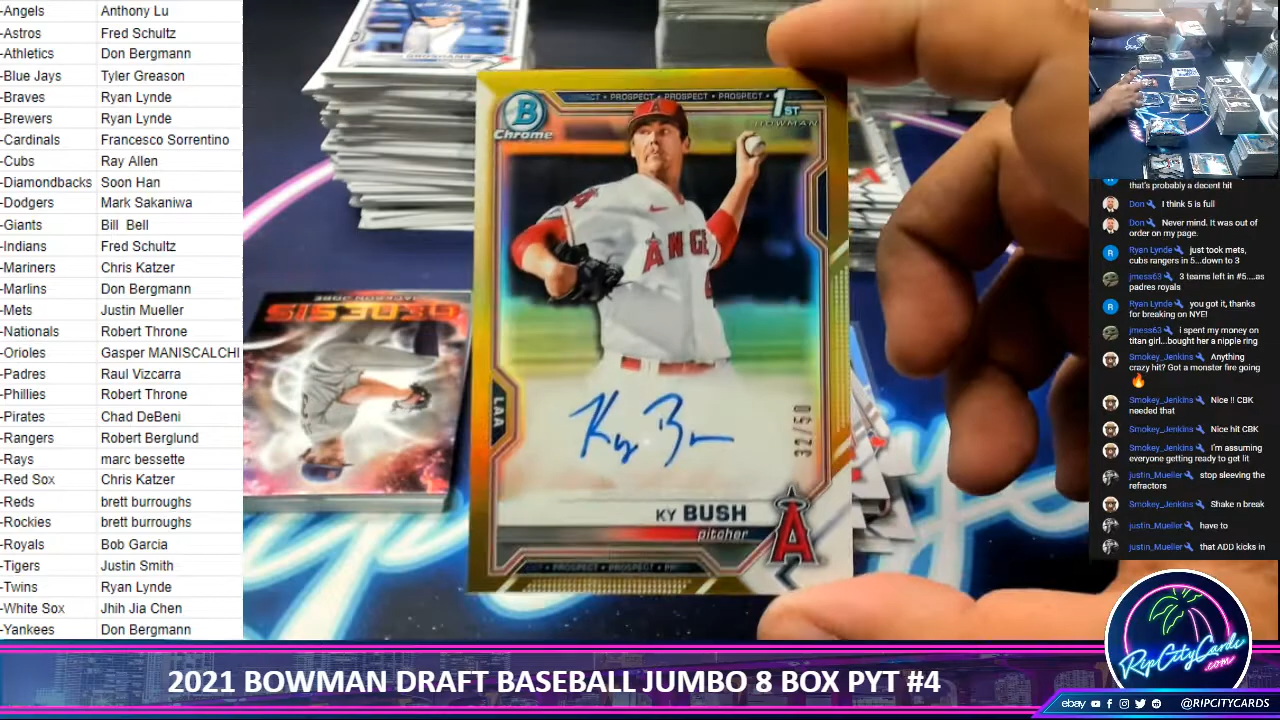 -Angels Anthony Lu
-Astros Fred Schultz
-Athletics Don Bergmann
-Blue Jays Tyler Greason
-Braves Ryan Lynde
-Brewers Ryan Lynde
-Cardinals Francesco Sorrentino
-Cubs Ray Allen
-Diamondbacks Soon Han
-Dodgers Mark Sakaniwa
-Giants Bill Bell
-Indians Fred Schultz
-Mariners Chris Katzer
-Marlins Don Bergmann
-Mets Justin Mueller
-Nationals Robert Throne
-Orioles Gasper MANISCALCHI
-Padres Raul Vizcarra
-Phillies Robert Throne
-Pirates Chad DeBeni
-Rangers Robert Berglund
-Rays marc bessette
-Red Sox Chris Katzer
-Reds brett burroughs
-Rockies brett burroughs
-Royals Bob Garcia
-Tigers Justin Smith
-Twins Ryan Lynde
-White Sox Jhih Jia Chen
-Yankees Don Bergmann
GROSHANS
GENESIS
JACKSON JOBE
B
Chrome
PROSPECT • PROSPECT • PROSPECT
1ST
BOWMAN
A
ANGE
LAA
Ky B
32/50
KY BUSH
pitcher
A
PROSPECT • PROSPECT • PR
that's probably a decent hit
Don I think 5 is full
Don Never mind. It was out of
order on my page.
R Ryan Lynde just took mets,
cubs rangers in 5...down to 3
jmess63 3 teams left in #5....as
padres royals
R Ryan Lynde you got it, thanks
for breaking on NYE!
jmess63 i spent my money on
titan girl...bought her a nipple ring
Smokey_Jenkins Anything
crazy hit? Got a monster fire going
Smokey_Jenkins Nice !! CBK
needed that
Smokey_Jenkins Nice hit CBK
Smokey_Jenkins I'm assuming
everyone getting ready to get lit
justin_Mueller stop sleeving the
refractors
Smokey_Jenkins Shake n break
justin_Mueller have to
justin_Mueller that ADD kicks in
RipCityCards
.com
2021 BOWMAN DRAFT BASEBALL JUMBO 8 BOX PYT #4
ebay @RIPCITYCARDS